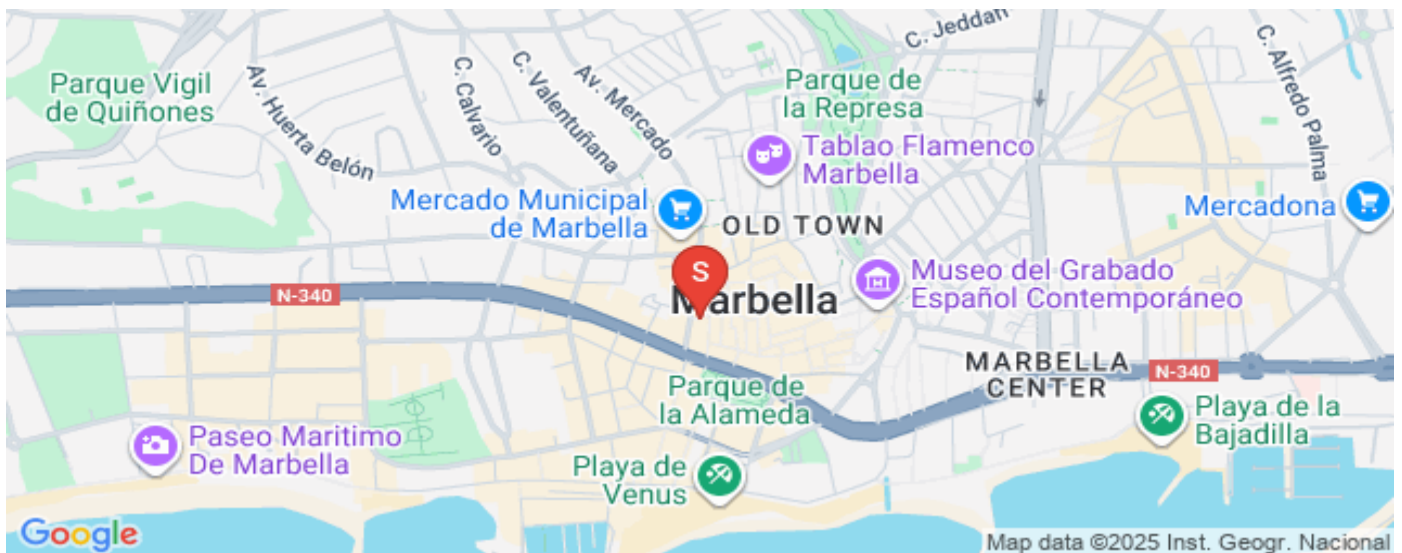 C. Jeddah
Parque Vigil
de Quiñones
Av. Huerta Belón
C. Calvario
C. Valentuñana
Av. Mercado
Parque de
la Represa
C. Alfredo Palma
Tablao Flamenco
Marbella
Mercado Municipal
de Marbella
OLD TOWN
Mercadona
S
Marbella
Museo del Grabado
Español Contemporáneo
N-340
MARBELLA
CENTER
N-340
Parque de
la Alameda
Playa de la
Bajadilla
Paseo Maritimo
De Marbella
Playa de
Venus
Google
Map data ©2025 Inst. Geogr. Nacional